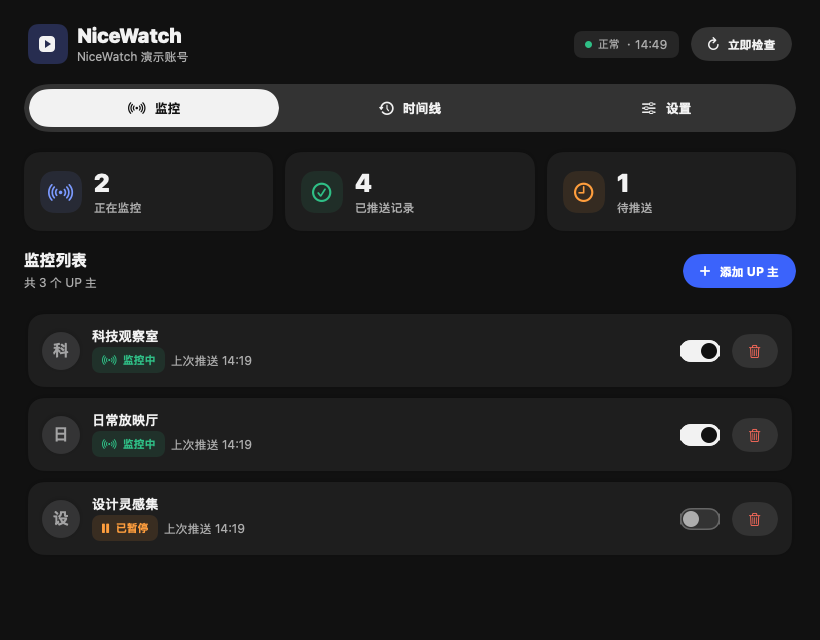 NiceWatch
NiceWatch 演示账号
正常 · 14:49
立即检查
监控
时间线
设置
2
正在监控
4
已推送记录
1
待推送
监控列表
共 3 个 UP 主
添加 UP 主
科
科技观察室
监控中 上次推送 14:19
日
日常放映厅
监控中 上次推送 14:19
设
设计灵感集
已暂停 上次推送 14:19